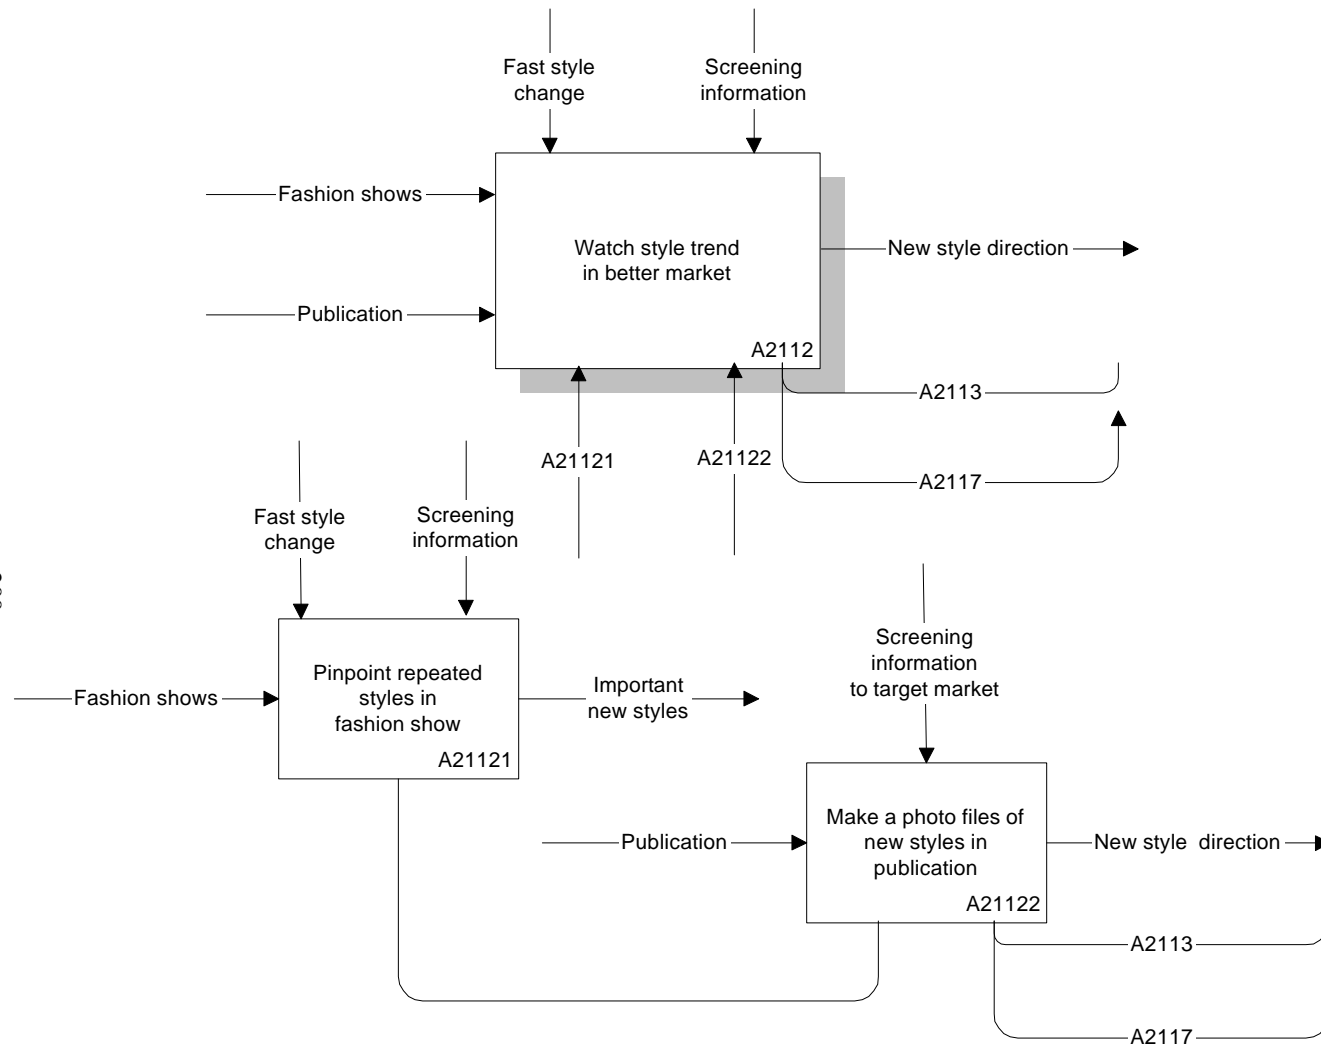 Fast style
change
Screening
information
Fashion shows
Watch style trend
in better market
New style direction
Publication
A2112
A2113
A21121
A21122
A2117
Fast style
change
Screening
information
Screening
information
to target market
Fashion shows
Pinpoint repeated
styles in
fashion show
A21121
Important
new styles
Publication
Make a photo files of
new styles in
publication
A21122
New style  direction
A2113
A2117